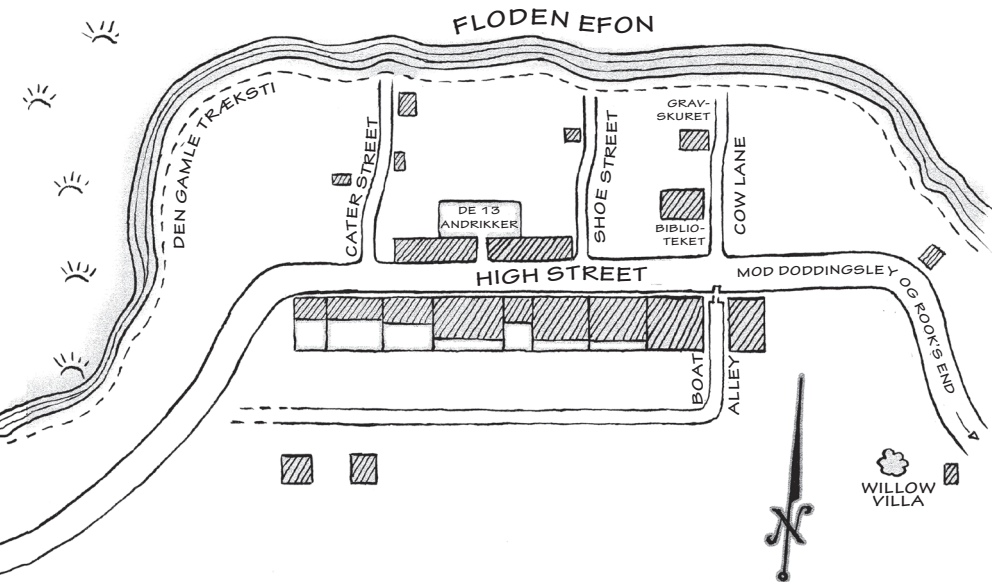 FLODEN EFON
DEN GAMLE TRÆKSTI
CATER STREET
DE 13
ANDRIKKER
SHOE STREET
GRAV-
SKURET
BIBLIO-
TEKET
COW LANE
HIGH STREET
MOD DODDINGSLEY OG ROOK'S END
BOAT
ALLEY
WILLOW
VILLA
N